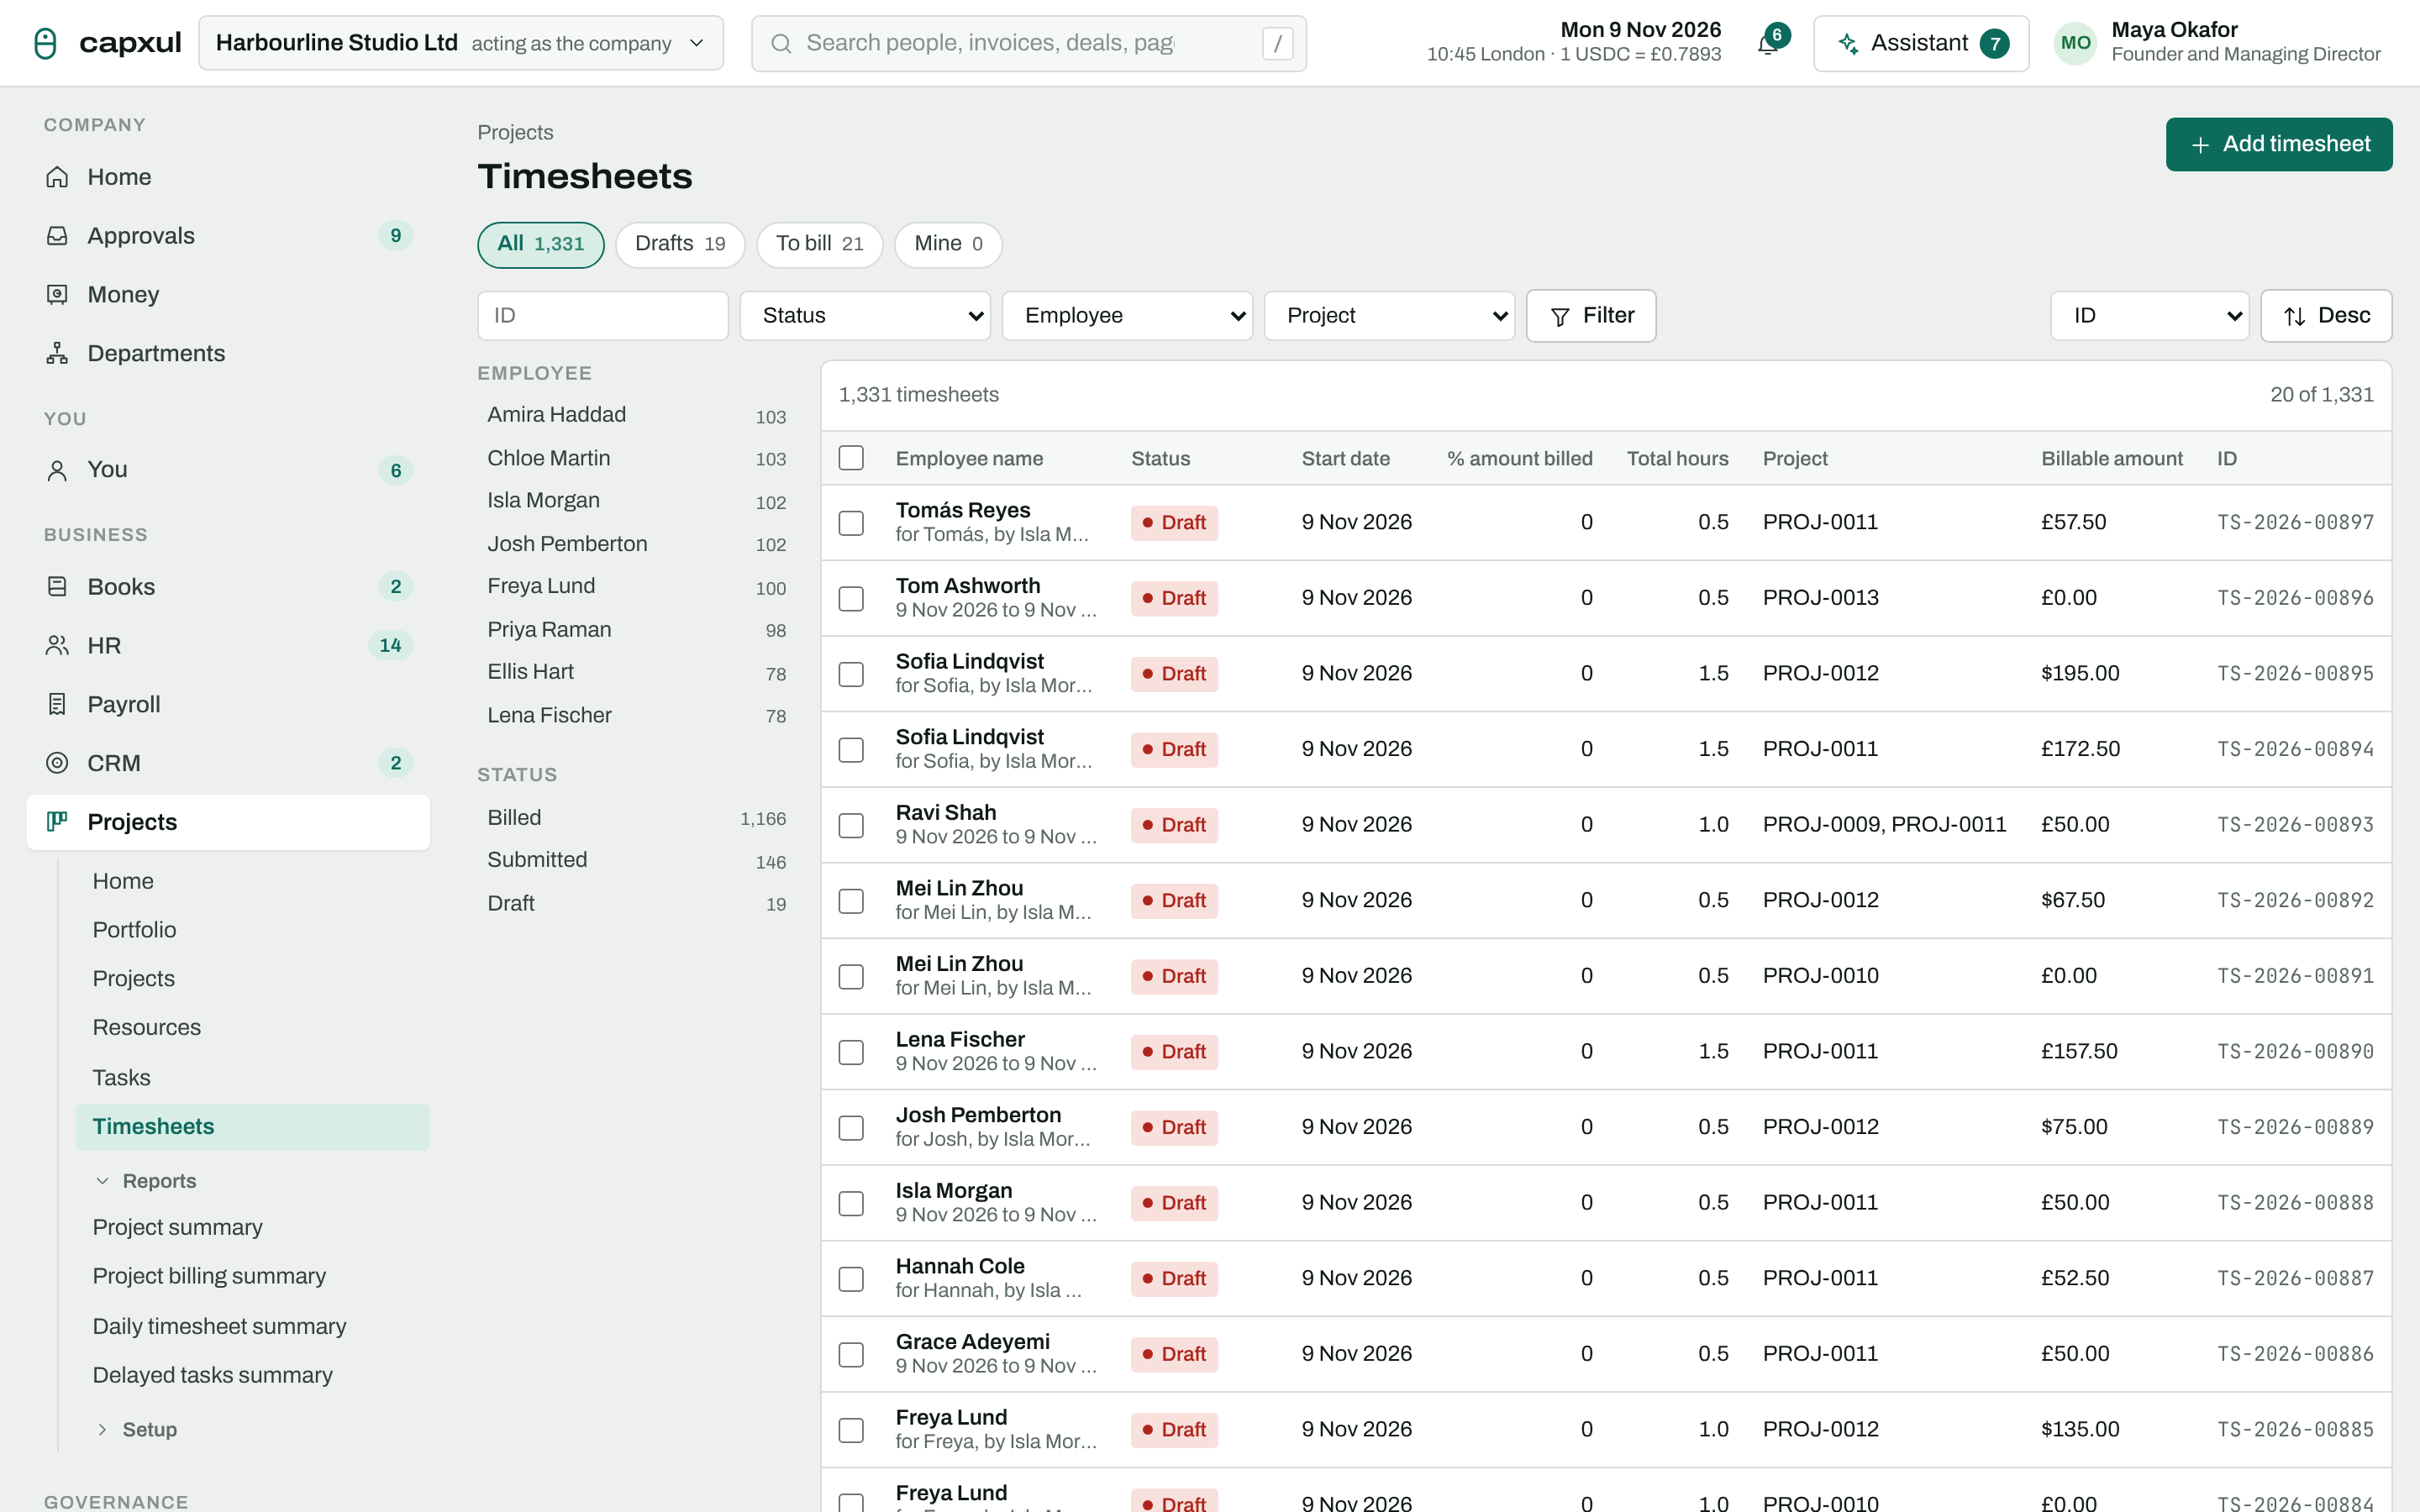 capxul
Harbourline Studio Ltd acting as the company
Search people, invoices, deals, pag
/
Mon 9 Nov 2026
10:45 London · 1 USDC = £0.7893
6
Assistant 7
MO
Maya Okafor
Founder and Managing Director
COMPANY
Home
Approvals 9
Money
Departments
YOU
You 6
BUSINESS
Books 2
HR 14
Payroll
CRM 2
Projects
Home
Portfolio
Projects
Resources
Tasks
Timesheets
Reports
Project summary
Project billing summary
Daily timesheet summary
Delayed tasks summary
Setup
GOVERNANCE
Projects
Timesheets
Add timesheet
All 1,331
Drafts 19
To bill 21
Mine 0
ID
Status
Employee
Project
Filter
ID
Desc
EMPLOYEE
Amira Haddad 103
Chloe Martin 103
Isla Morgan 102
Josh Pemberton 102
Freya Lund 100
Priya Raman 98
Ellis Hart 78
Lena Fischer 78
STATUS
Billed 1,166
Submitted 146
Draft 19
1,331 timesheets
20 of 1,331
Employee name Status Start date % amount billed Total hours Project Billable amount ID
Tomás Reyes
for Tomás, by Isla M...
Draft 9 Nov 2026 0 0.5 PROJ-0011 £57.50 TS-2026-00897
Tom Ashworth
9 Nov 2026 to 9 Nov ...
Draft 9 Nov 2026 0 0.5 PROJ-0013 £0.00 TS-2026-00896
Sofia Lindqvist
for Sofia, by Isla Mor...
Draft 9 Nov 2026 0 1.5 PROJ-0012 $195.00 TS-2026-00895
Sofia Lindqvist
for Sofia, by Isla Mor...
Draft 9 Nov 2026 0 1.5 PROJ-0011 £172.50 TS-2026-00894
Ravi Shah
9 Nov 2026 to 9 Nov ...
Draft 9 Nov 2026 0 1.0 PROJ-0009, PROJ-0011 £50.00 TS-2026-00893
Mei Lin Zhou
for Mei Lin, by Isla M...
Draft 9 Nov 2026 0 0.5 PROJ-0012 $67.50 TS-2026-00892
Mei Lin Zhou
for Mei Lin, by Isla M...
Draft 9 Nov 2026 0 0.5 PROJ-0010 £0.00 TS-2026-00891
Lena Fischer
9 Nov 2026 to 9 Nov ...
Draft 9 Nov 2026 0 1.5 PROJ-0011 £157.50 TS-2026-00890
Josh Pemberton
for Josh, by Isla Mor...
Draft 9 Nov 2026 0 0.5 PROJ-0012 $75.00 TS-2026-00889
Isla Morgan
9 Nov 2026 to 9 Nov ...
Draft 9 Nov 2026 0 0.5 PROJ-0011 £50.00 TS-2026-00888
Hannah Cole
for Hannah, by Isla ...
Draft 9 Nov 2026 0 0.5 PROJ-0011 £52.50 TS-2026-00887
Grace Adeyemi
9 Nov 2026 to 9 Nov ...
Draft 9 Nov 2026 0 0.5 PROJ-0011 £50.00 TS-2026-00886
Freya Lund
for Freya, by Isla Mor...
Draft 9 Nov 2026 0 1.0 PROJ-0012 $135.00 TS-2026-00885
Freya Lund
Draft 9 Nov 2026 0 1.0 PROJ-0010 £0.00 TS-2026-00884